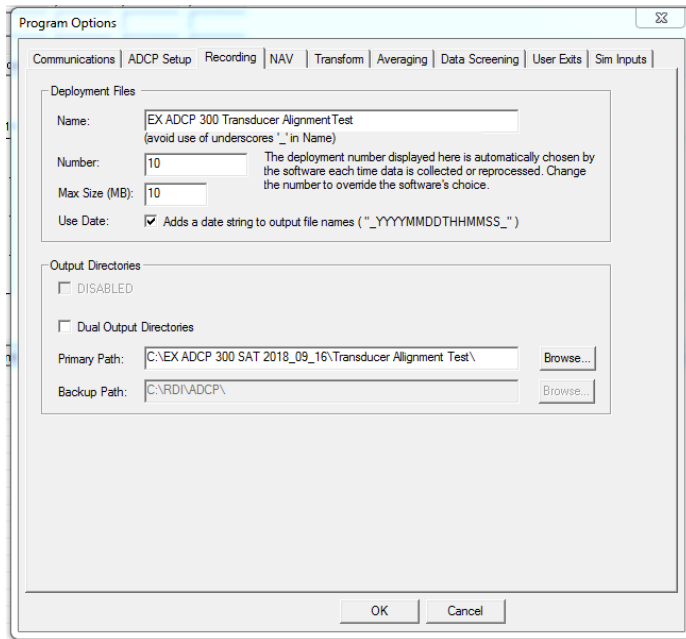 Program Options
Communications ADCP Setup Recording NAV Transform Averaging Data Screening User Exits Sim Inputs
Deployment Files
Name: EX ADCP 300 Transducer AlignmentTest
(avoid use of underscores '_' in Name)
Number: 10
The deployment number displayed here is automatically chosen by
the software each time data is collected or reprocessed. Change
the number to override the software's choice.
Max Size (MB): 10
Use Date: Adds a date string to output file names ( "_YYYYMMDDTHHMMSS_" )
Output Directories
DISABLED
Dual Output Directories
Primary Path: C:\EX ADCP 300 SAT 2018_09_16\Transducer Allignment Test\ Browse...
Backup Path: C:\RDI\ADCP\ Browse...
OK Cancel